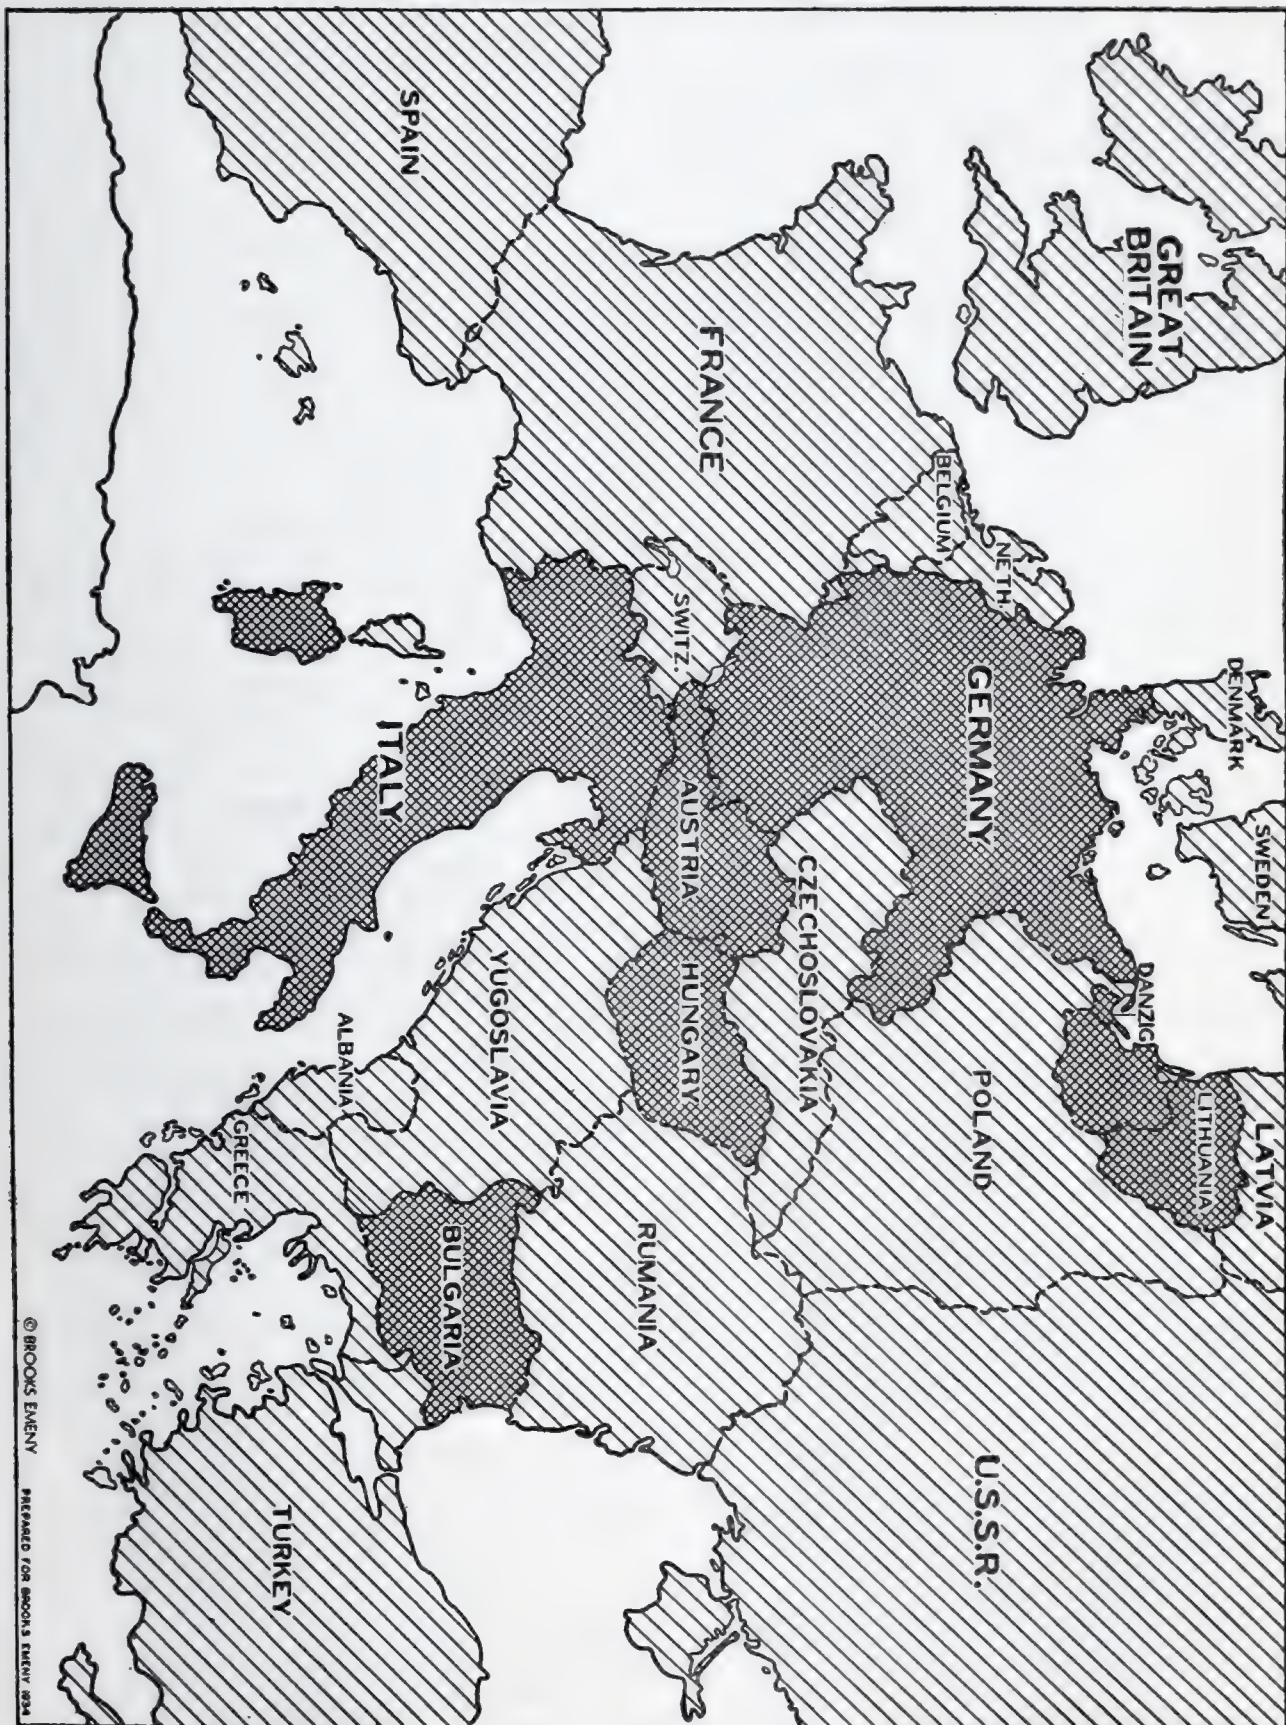 GREAT
BRITAIN
DENMARK
SWEDEN
LATVIA
LITHUANIA
DANZIG
NETH.
BELGIUM
GERMANY
POLAND
U.S.S.R.
FRANCE
SWITZ.
AUSTRIA
CZECHOSLOVAKIA
HUNGARY
RUMANIA
SPAIN
ITALY
YUGOSLAVIA
BULGARIA
ALBANIA
GREECE
TURKEY
© BROOKS EMENY PREPARED FOR BROOKS EMENY 1934